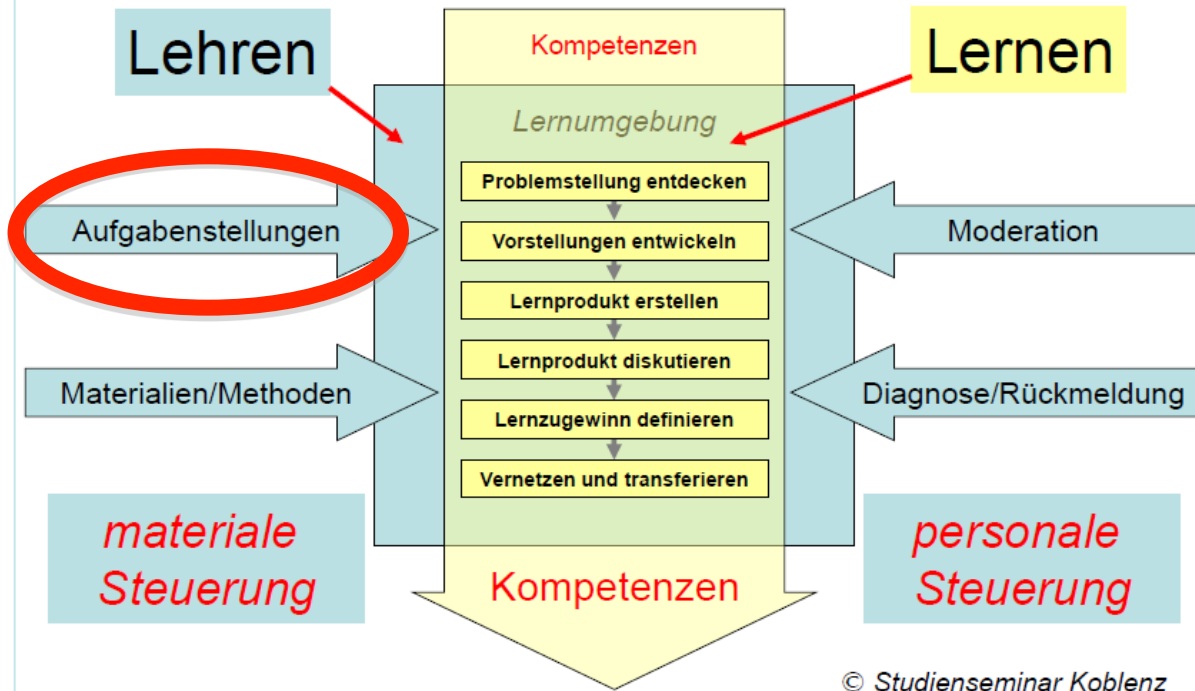 Lehren
Kompetenzen
Lernen
Lernumgebung
Problemstellung entdecken
Aufgabenstellungen
Vorstellungen entwickeln
Moderation
Lernprodukt erstellen
Lernprodukt diskutieren
Materialien/Methoden
Diagnose/Rückmeldung
Lernzugewinn definieren
Vernetzen und transferieren
materiale
Steuerung
Kompetenzen
personale
Steuerung
© Studienseminar Koblenz